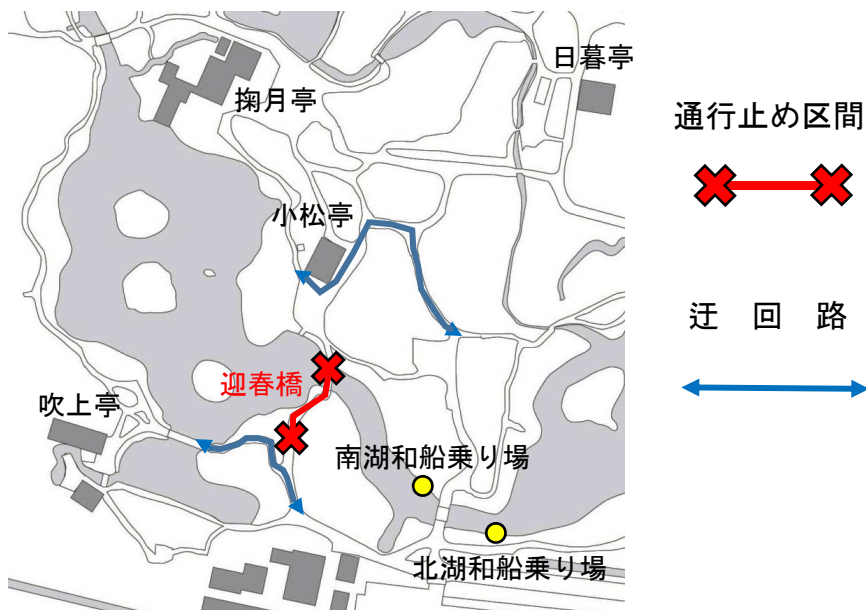 日暮亭
掬月亭
通行止め区間
小松亭
迂回路
迎春橋
吹上亭
南湖和船乗り場
北湖和船乗り場